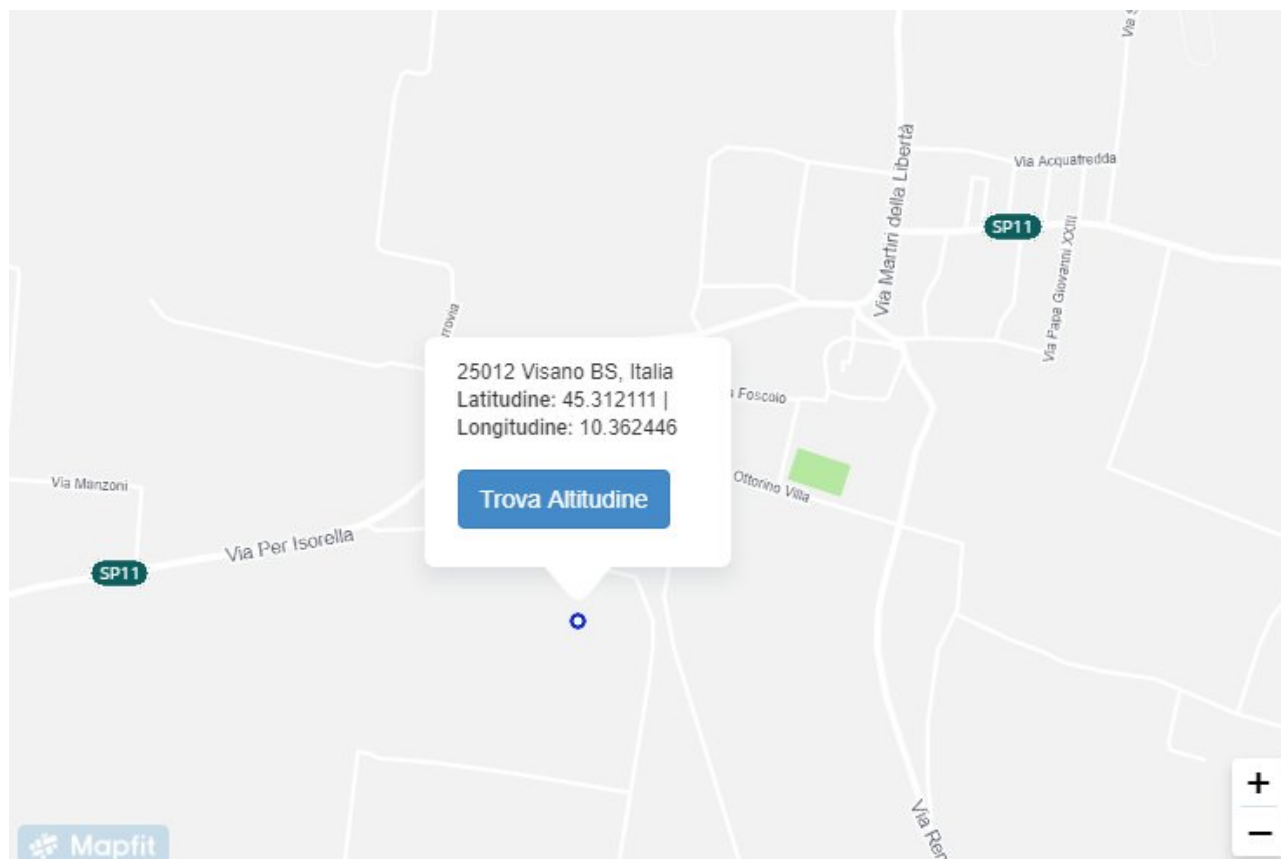 Via Acquafredda
SP11
Via Martiri della Libertà
Via Papa Giovanni XXIII
25012 Visano BS, Italia
Latitudine: 45.312111 |
Longitudine: 10.362446
Foscolo
Trova Altitudine
Via Manzoni
Ottorino Villa
Via Per Isorella
SP11
+
−
Mapfit